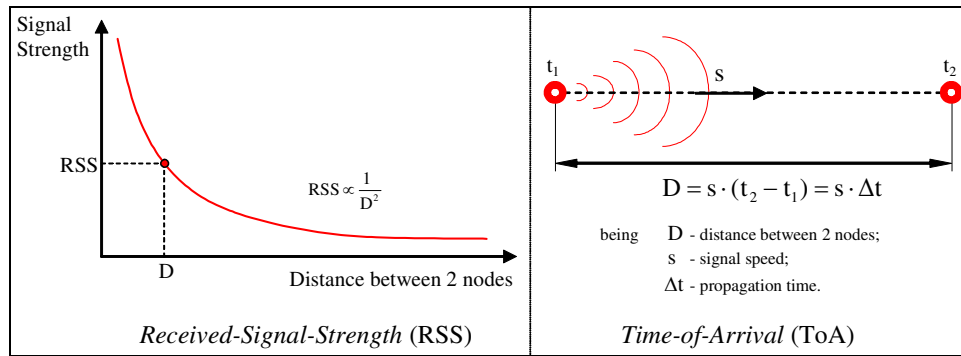 Signal
Strength
RSS
RSS ∝ 1/D²
D
Distance between 2 nodes
Received-Signal-Strength (RSS)
t₁
s
t₂
D = s · (t₂ − t₁) = s · Δt
being D - distance between 2 nodes;
s - signal speed;
Δt - propagation time.
Time-of-Arrival (ToA)